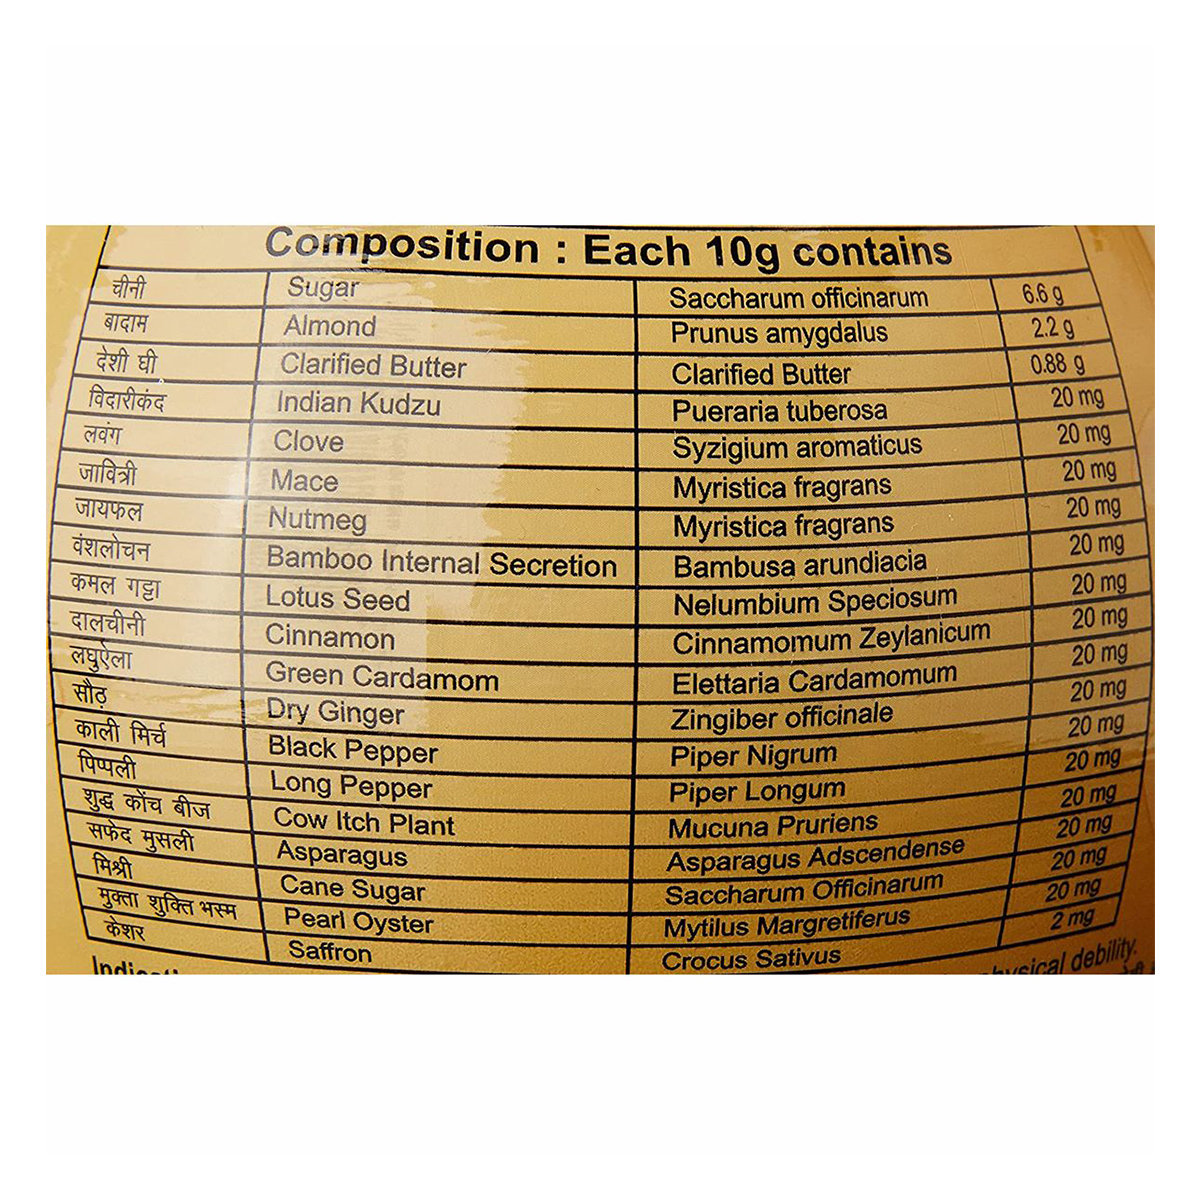 Composition : Each 10g contains
चीनी Sugar Saccharum officinarum 6.6 g
बादाम Almond Prunus amygdalus 2.2 g
देशी घी Clarified Butter Clarified Butter 0.88 g
विदारीकंद Indian Kudzu Pueraria tuberosa 20 mg
लवंग Clove Syzigium aromaticus 20 mg
जावित्री Mace Myristica fragrans 20 mg
जायफल Nutmeg Myristica fragrans 20 mg
वंशलोचन Bamboo Internal Secretion Bambusa arundiacia 20 mg
कमल गट्टा Lotus Seed Nelumbium Speciosum 20 mg
दालचीनी Cinnamon Cinnamomum Zeylanicum 20 mg
लघुऐला Green Cardamom Elettaria Cardamomum 20 mg
सौठ Dry Ginger Zingiber officinale 20 mg
काली मिर्च Black Pepper Piper Nigrum 20 mg
पिप्पली Long Pepper Piper Longum 20 mg
शुद्ध कोंच बीज Cow Itch Plant Mucuna Pruriens 20 mg
सफेद मुसली Asparagus Asparagus Adscendense 20 mg
मिश्री Cane Sugar Saccharum Officinarum 20 mg
मुक्ता शुक्ति भस्म Pearl Oyster Mytilus Margretiferus 20 mg
केशर Saffron Crocus Sativus 2 mg
debility.